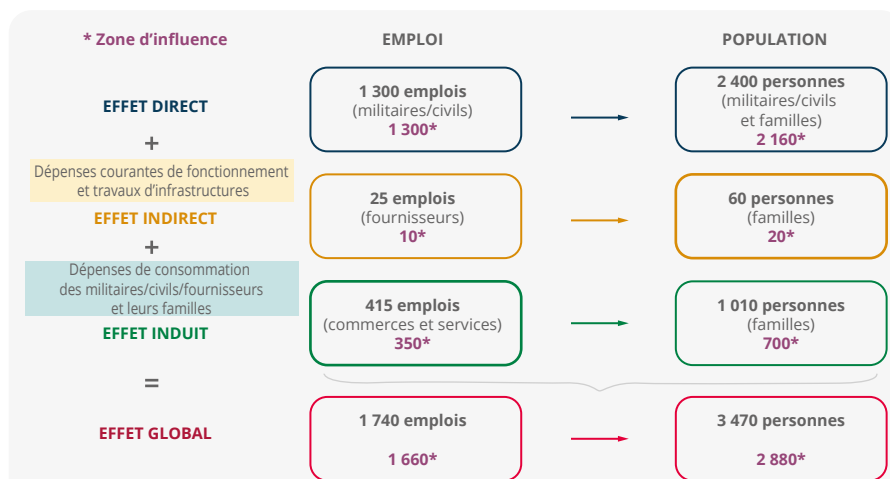 * Zone d'influence
EMPLOI
POPULATION
EFFET DIRECT
1 300 emplois
(militaires/civils)
1 300*
2 400 personnes
(militaires/civils
et familles)
2 160*
+
Dépenses courantes de fonctionnement
et travaux d'infrastructures
EFFET INDIRECT
25 emplois
(fournisseurs)
10*
60 personnes
(familles)
20*
+
Dépenses de consommation
des militaires/civils/fournisseurs
et leurs familles
EFFET INDUIT
415 emplois
(commerces et services)
350*
1 010 personnes
(familles)
700*
=
EFFET GLOBAL
1 740 emplois
1 660*
3 470 personnes
2 880*